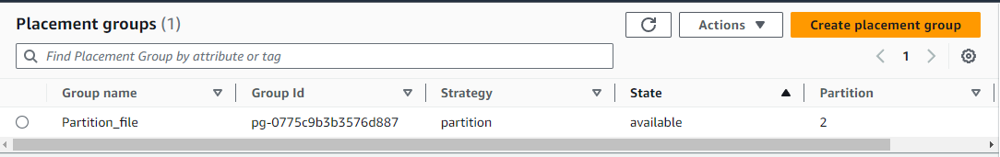 Placement groups (1)
Actions
Create placement group
Find Placement Group by attribute or tag
1
Group name Group Id Strategy State Partition
Partition_file pg-0775c9b3b3576d887 partition available 2